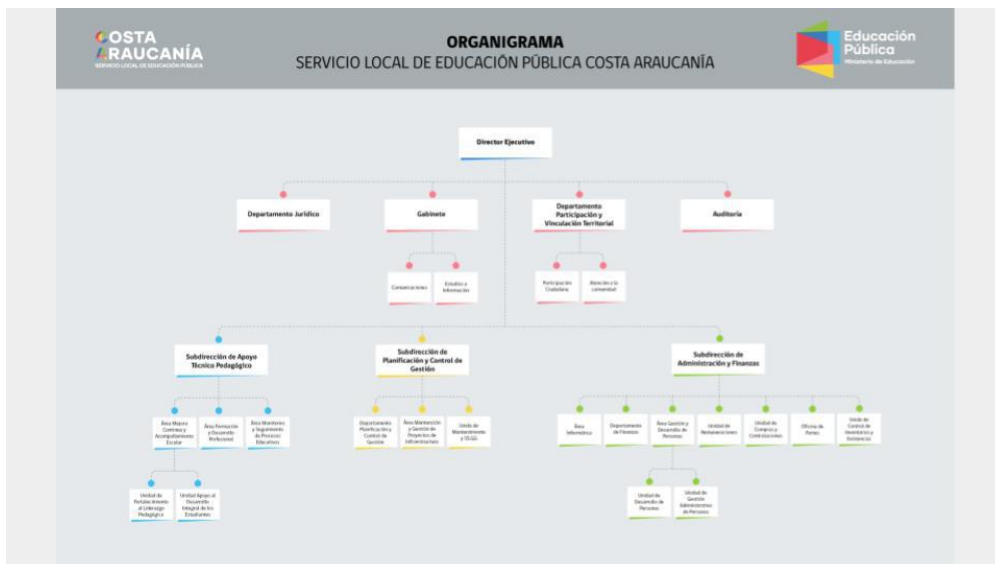 COSTA
ARAUCANÍA
SERVICIO LOCAL DE EDUCACIÓN PÚBLICA
ORGANIGRAMA
SERVICIO LOCAL DE EDUCACIÓN PÚBLICA COSTA ARAUCANÍA
Educación
Pública
Ministerio de Educación
Director Ejecutivo
Departamento Jurídico
Gabinete
Departamento
Participación y
Vinculación Territorial
Auditoría
Comunicaciones
Estudios e
Información
Participación
Ciudadana
Atención a la
comunidad
Subdirección de Apoyo
Técnico Pedagógico
Subdirección de
Planificación y Control de
Gestión
Subdirección de
Administración y Finanzas
Área Mejora
Continua y
Acompañamiento
Escolar
Área Formación
y Desarrollo
Profesional
Área Monitoreo
y Seguimiento
de Procesos
Educativos
Departamento
Planificación y
Control de
Gestión
Área Mantención
y Gestión de
Proyectos de
Infraestructura
Unidad de
Mantenimiento
y SS.GG.
Área
Informática
Departamento
de Finanzas
Área Gestión y
Desarrollo de
Personas
Unidad de
Remuneraciones
Unidad de
Compras y
Contrataciones
Oficina de
Partes
Unidad de
Control de
Inventarios y
Existencias
Unidad de
Fortalecimiento
al Liderazgo
Pedagógico
Unidad Apoyo al
Desarrollo
Integral de los
Estudiantes
Unidad de
Desarrollo de
Personas
Unidad de
Gestión
Administrativa
de Personas